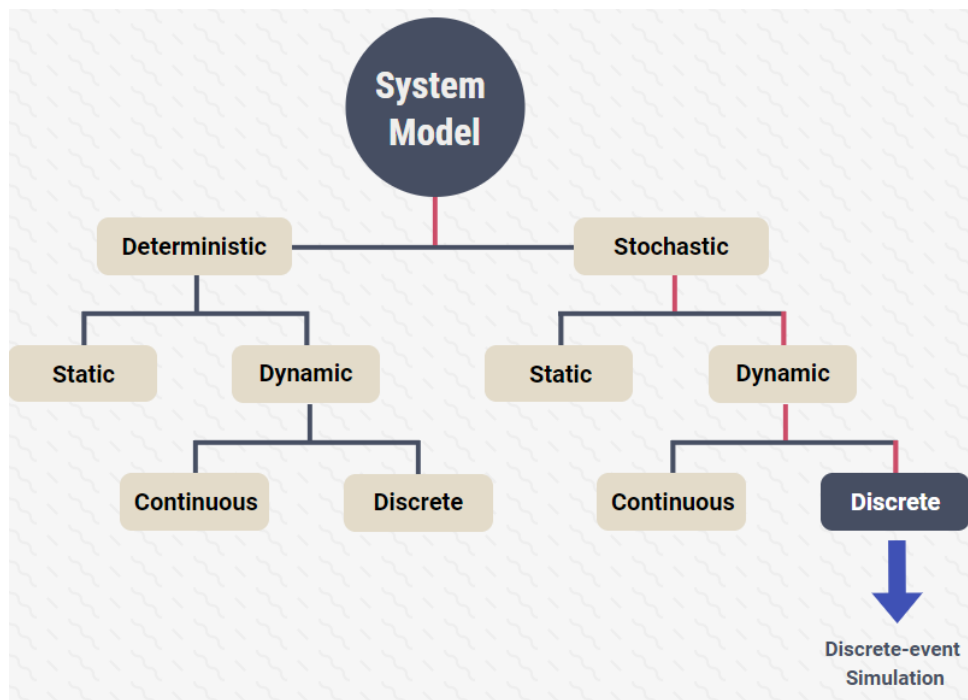 System
Model
Deterministic
Stochastic
Static
Dynamic
Static
Dynamic
Continuous
Discrete
Continuous
Discrete
Discrete-event
Simulation